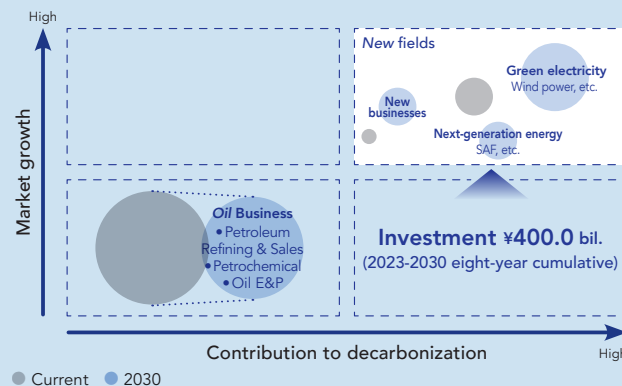 High
Market growth
New fields
Green electricity
Wind power, etc.
New
businesses
Next-generation energy
SAF, etc.
Oil Business
• Petroleum
Refining & Sales
• Petrochemical
• Oil E&P
Investment ¥400.0 bil.
(2023-2030 eight-year cumulative)
Contribution to decarbonization
High
Current
2030